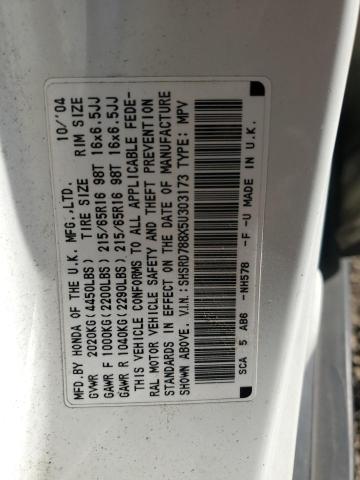 MFD.BY HONDA OF THE U.K. MFG.,LTD. 10/'04
GVWR 2020KG(4450LBS) TIRE SIZE RIM SIZE
GAWR F 1000KG(2200LBS) 215/65R16 98T 16x6.5JJ
GAWR R 1040KG(2290LBS) 215/65R16 98T 16x6.5JJ
THIS VEHICLE CONFORMS TO ALL APPLICABLE FEDE-
RAL MOTOR VEHICLE SAFETY AND THEFT PREVENTION
STANDARDS IN EFFECT ON THE DATE OF MANUFACTURE
SHOWN ABOVE. V.I.N.:SHSRD78865U303173 TYPE: MPV
SCA 5 AB6 -NH578 -F -U MADE IN U.K.